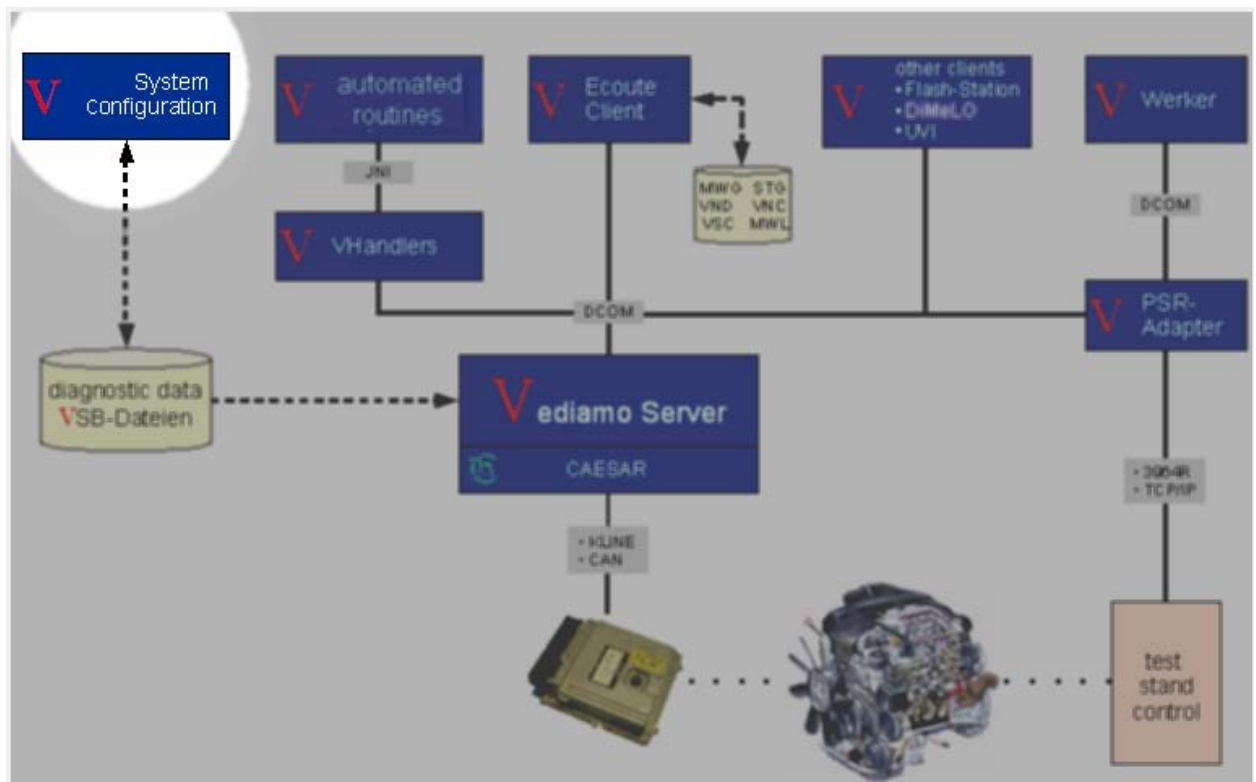 V System
Configuration
V automated
routines
V Ecoute
Client
V other clients
• Flash-Station
• DiMeLO
• UVI
V Werker
JNI
MWG STG
VND VNC
VSC MWL
DCOM
V VHandlers
DCOM
V PSR-
Adapter
diagnostic data
VSB-Dateien
Vediamo Server
CAESAR
• 3964R
• TCP/IP
• KLINE
• CAN
test
stand
control